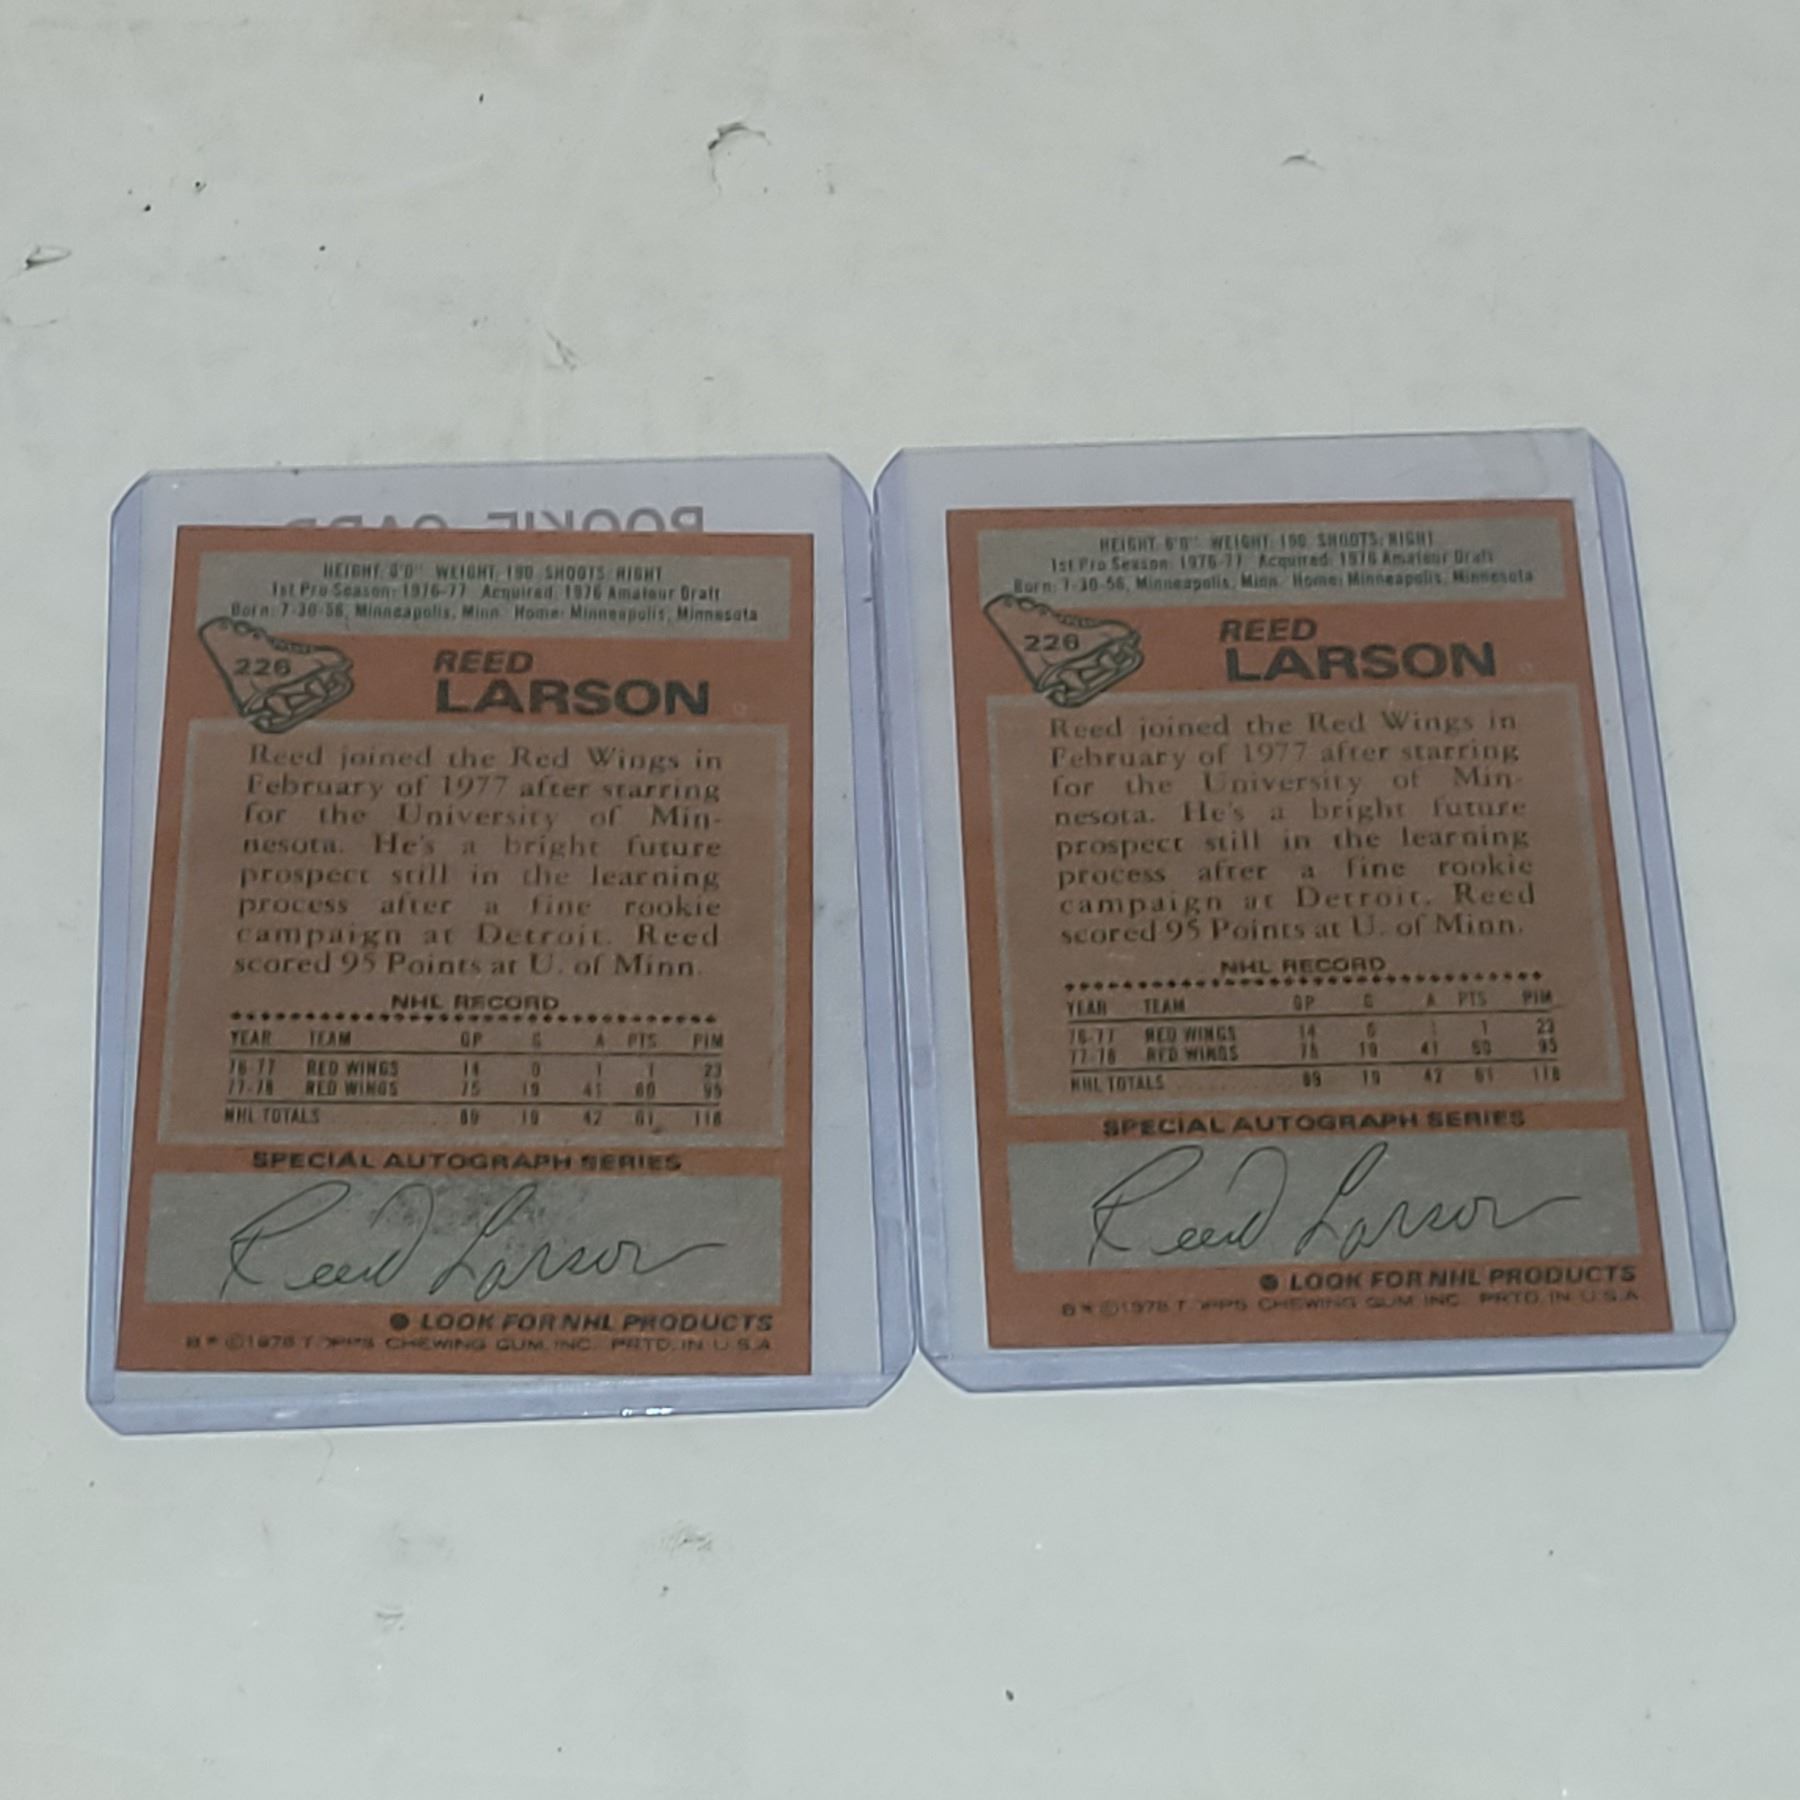 ROOKIE CARD
HEIGHT: 6'0" WEIGHT: 190 SHOOTS: RIGHT
1st Pro Season: 1976-77 Acquired: 1976 Amateur Draft
Born: 7-30-56, Minneapolis, Minn. Home: Minneapolis, Minnesota
226
REED
LARSON
Reed joined the Red Wings in
February of 1977 after starring
for the University of Min-
nesota. He's a bright future
prospect still in the learning
process after a fine rookie
campaign at Detroit. Reed
scored 95 Points at U. of Minn.
NHL RECORD
YEAR TEAM GP G A PTS PIM
76-77 RED WINGS 14 0 1 1 23
77-78 RED WINGS 75 19 41 60 95
NHL TOTALS 89 19 42 61 118
SPECIAL AUTOGRAPH SERIES
Reed Larson
LOOK FOR NHL PRODUCTS
B * © 1978 TOPPS CHEWING GUM, INC. PRTD. IN U.S.A.
HEIGHT: 6'0" WEIGHT: 190 SHOOTS: RIGHT
1st Pro Season: 1976-77 Acquired: 1976 Amateur Draft
Born: 7-30-56, Minneapolis, Minn. Home: Minneapolis, Minnesota
226
REED
LARSON
Reed joined the Red Wings in
February of 1977 after starring
for the University of Min-
nesota. He's a bright future
prospect still in the learning
process after a fine rookie
campaign at Detroit. Reed
scored 95 Points at U. of Minn.
NHL RECORD
YEAR TEAM GP G A PTS PIM
76-77 RED WINGS 14 0 1 1 23
77-78 RED WINGS 75 19 41 60 95
NHL TOTALS 89 19 42 61 118
SPECIAL AUTOGRAPH SERIES
Reed Larson
LOOK FOR NHL PRODUCTS
B * © 1978 TOPPS CHEWING GUM, INC. PRTD. IN U.S.A.